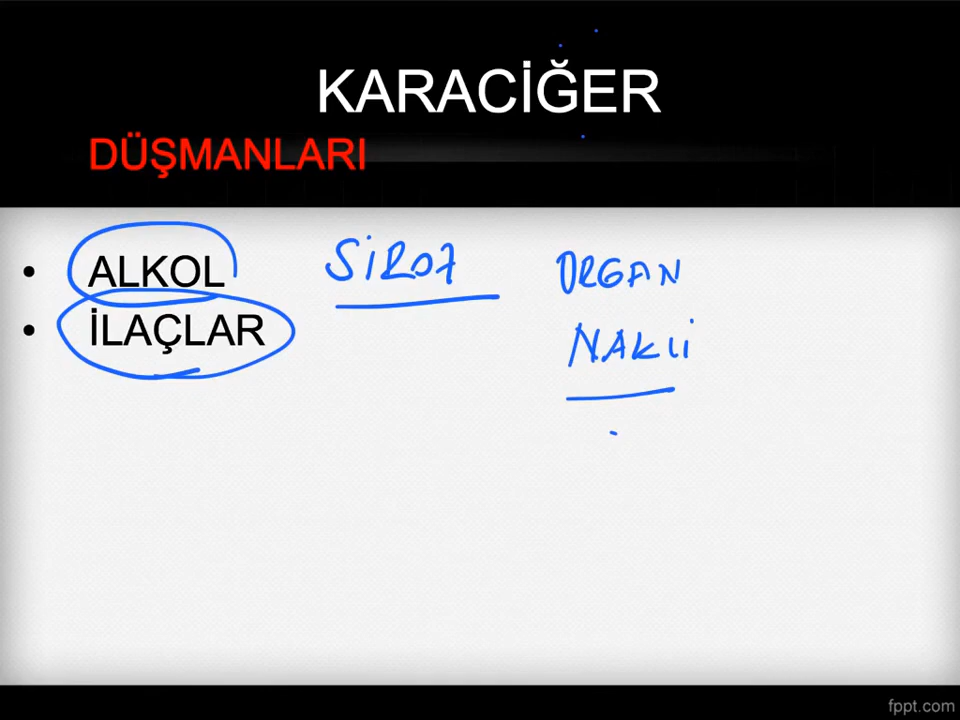 KARACİĞER
DÜŞMANLARI
• ALKOL
• İLAÇLAR
SİROZ
ORGAN
NAKLİ
fppt.com